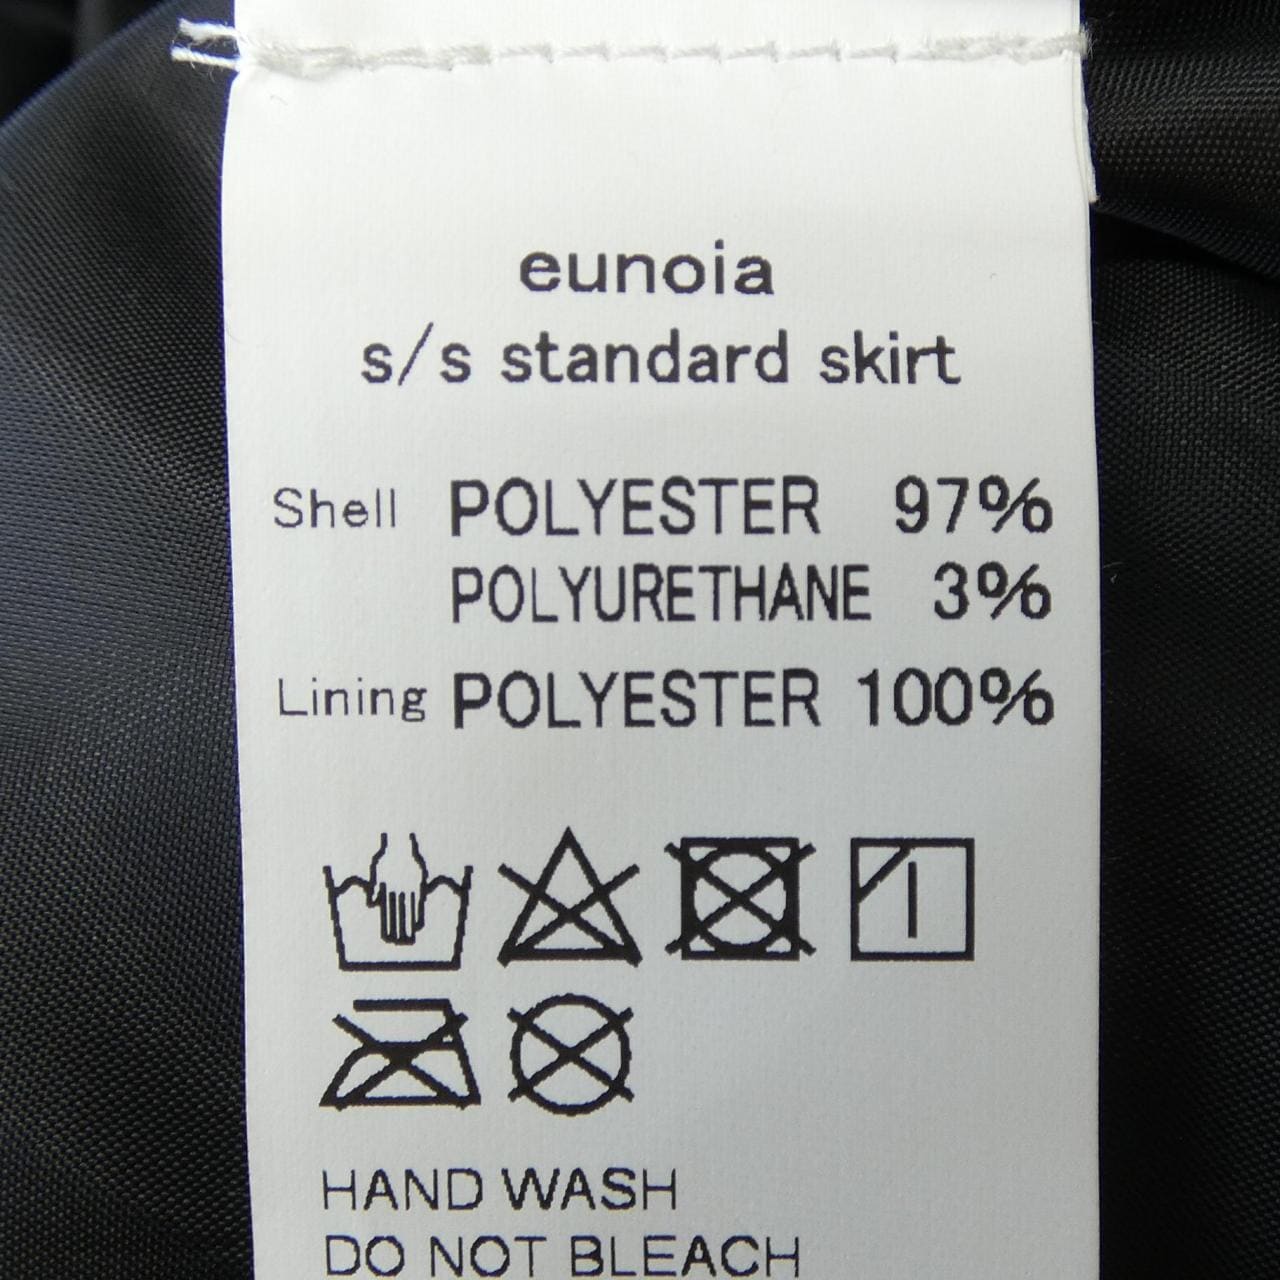 eunoia
s/s standard skirt
Shell POLYESTER 97%
POLYURETHANE 3%
Lining POLYESTER 100%
HAND WASH
DO NOT BLEACH